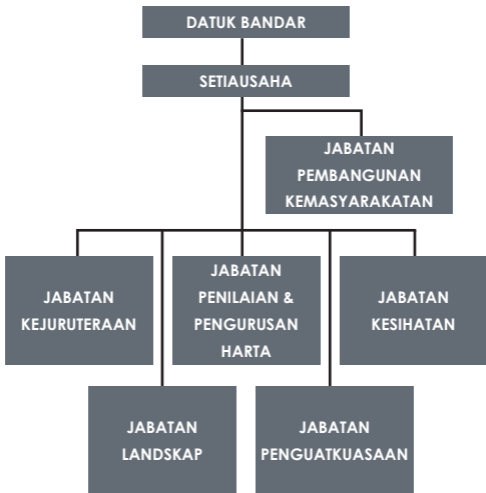 DATUK BANDAR
SETIAUSAHA
JABATAN
PEMBANGUNAN
KEMASYARAKATAN
JABATAN
KEJURUTERAAN
JABATAN
PENILAIAN &
PENGURUSAN
HARTA
JABATAN
KESIHATAN
JABATAN
LANDSKAP
JABATAN
PENGUATKUASAAN